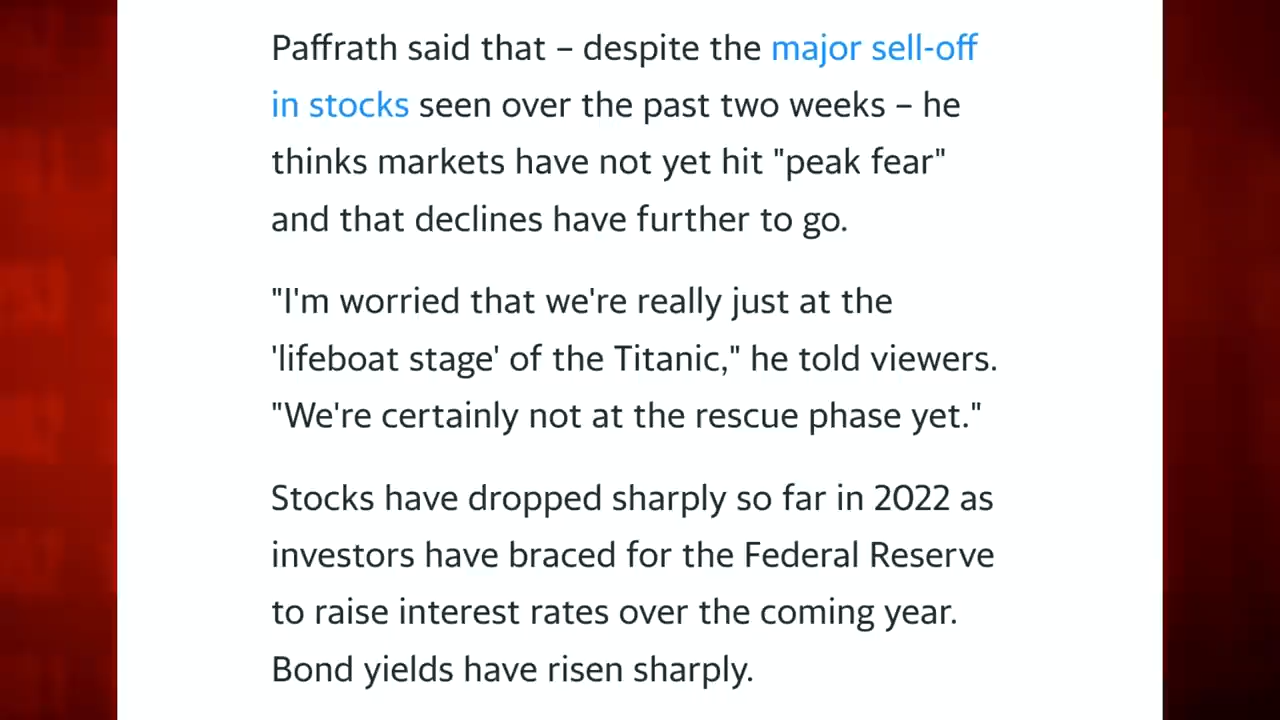 Paffrath said that – despite the major sell-off
in stocks seen over the past two weeks – he
thinks markets have not yet hit "peak fear"
and that declines have further to go.
"I'm worried that we're really just at the
'lifeboat stage' of the Titanic," he told viewers.
"We're certainly not at the rescue phase yet."
Stocks have dropped sharply so far in 2022 as
investors have braced for the Federal Reserve
to raise interest rates over the coming year.
Bond yields have risen sharply.